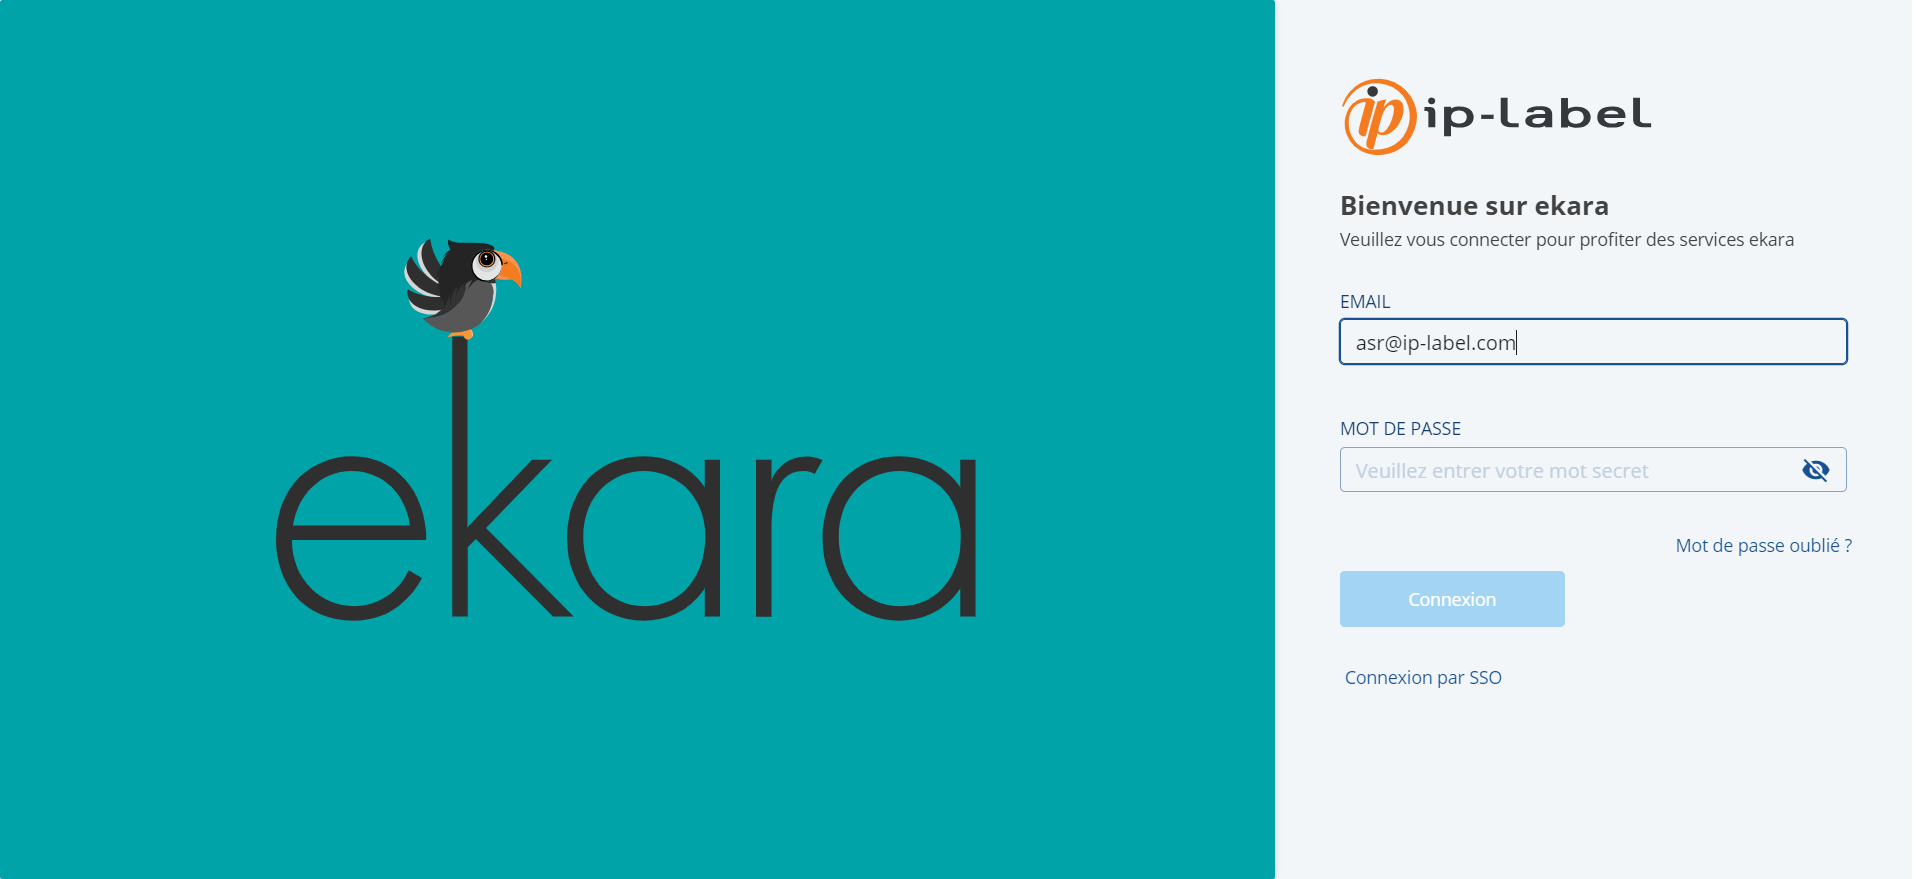 ekara
ip-label
Bienvenue sur ekara
Veuillez vous connecter pour profiter des services ekara
EMAIL
asr@ip-label.com
MOT DE PASSE
Veuillez entrer votre mot secret
Mot de passe oublié ?
Connexion
Connexion par SSO